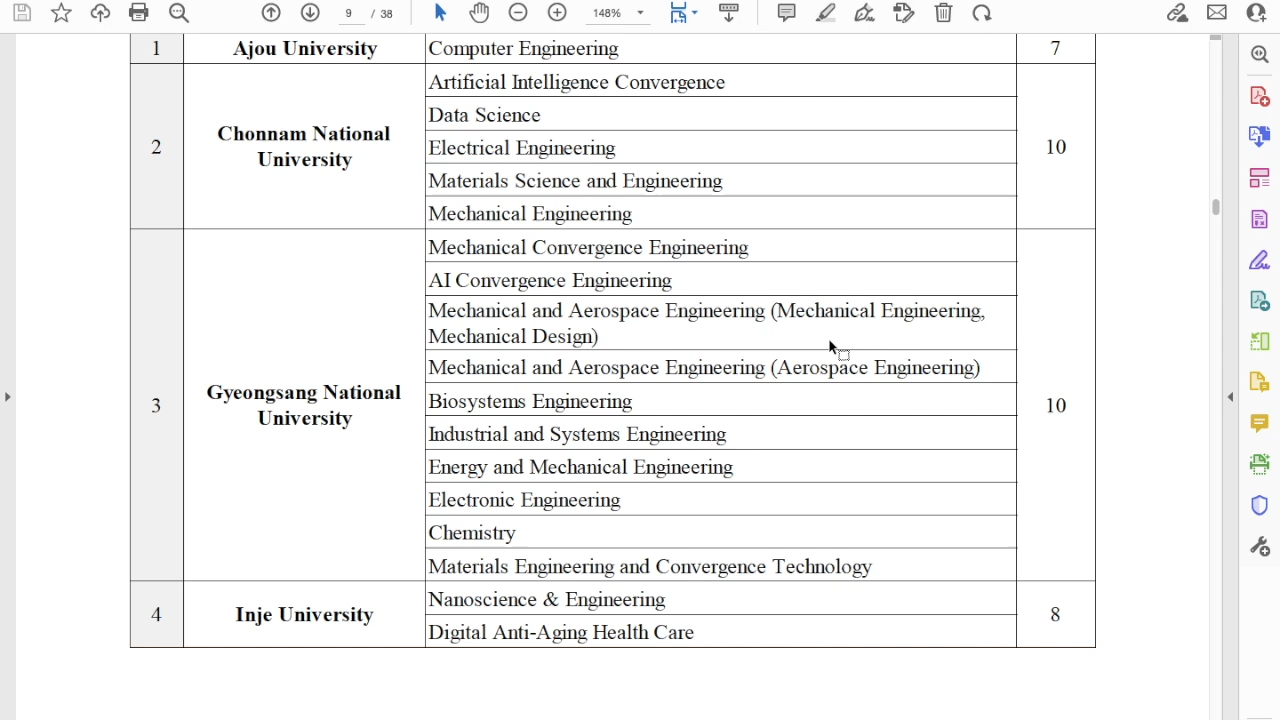 9 / 38
148%
1 Ajou University Computer Engineering 7
2 Chonnam National University 10
Artificial Intelligence Convergence
Data Science
Electrical Engineering
Materials Science and Engineering
Mechanical Engineering
3 Gyeongsang National University 10
Mechanical Convergence Engineering
AI Convergence Engineering
Mechanical and Aerospace Engineering (Mechanical Engineering,
Mechanical Design)
Mechanical and Aerospace Engineering (Aerospace Engineering)
Biosystems Engineering
Industrial and Systems Engineering
Energy and Mechanical Engineering
Electronic Engineering
Chemistry
Materials Engineering and Convergence Technology
4 Inje University 8
Nanoscience & Engineering
Digital Anti-Aging Health Care